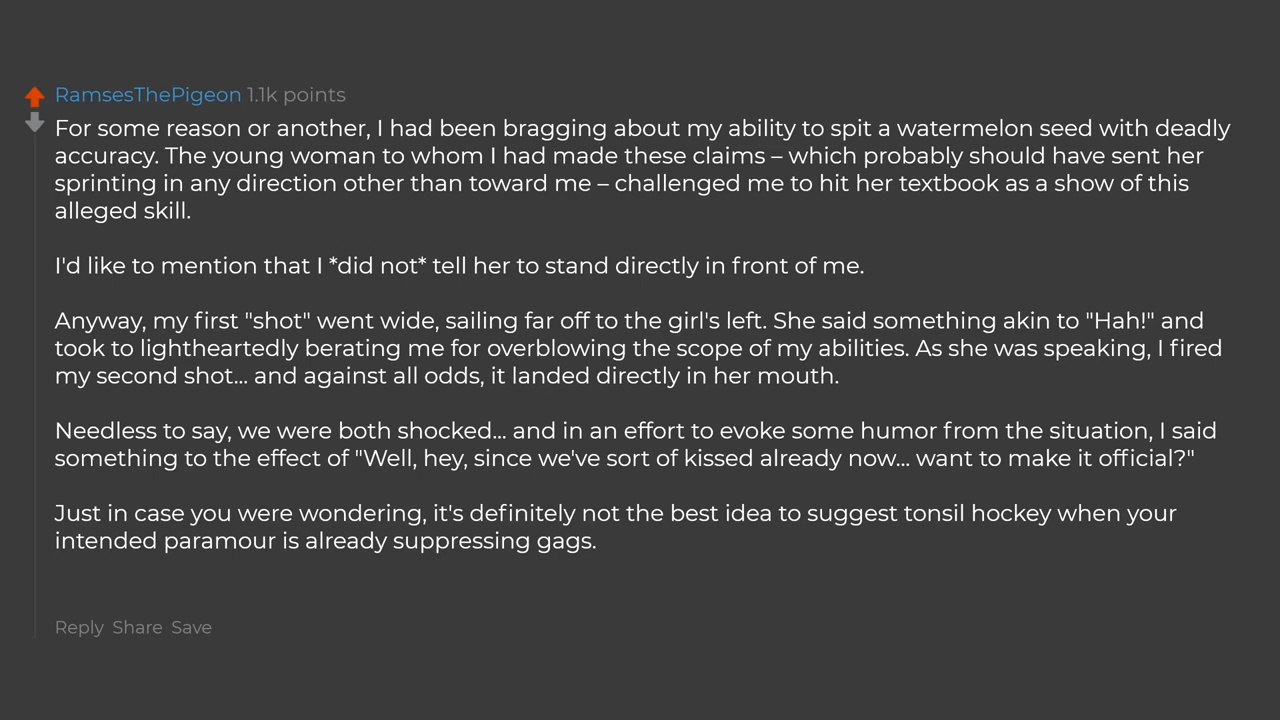 RamsesThePigeon 1.1k points
For some reason or another, I had been bragging about my ability to spit a watermelon seed with deadly
accuracy. The young woman to whom I had made these claims – which probably should have sent her
sprinting in any direction other than toward me – challenged me to hit her textbook as a show of this
alleged skill.
I'd like to mention that I *did not* tell her to stand directly in front of me.
Anyway, my first "shot" went wide, sailing far off to the girl's left. She said something akin to "Hah!" and
took to lightheartedly berating me for overblowing the scope of my abilities. As she was speaking, I fired
my second shot... and against all odds, it landed directly in her mouth.
Needless to say, we were both shocked... and in an effort to evoke some humor from the situation, I said
something to the effect of "Well, hey, since we've sort of kissed already now... want to make it official?"
Just in case you were wondering, it's definitely not the best idea to suggest tonsil hockey when your
intended paramour is already suppressing gags.
Reply Share Save